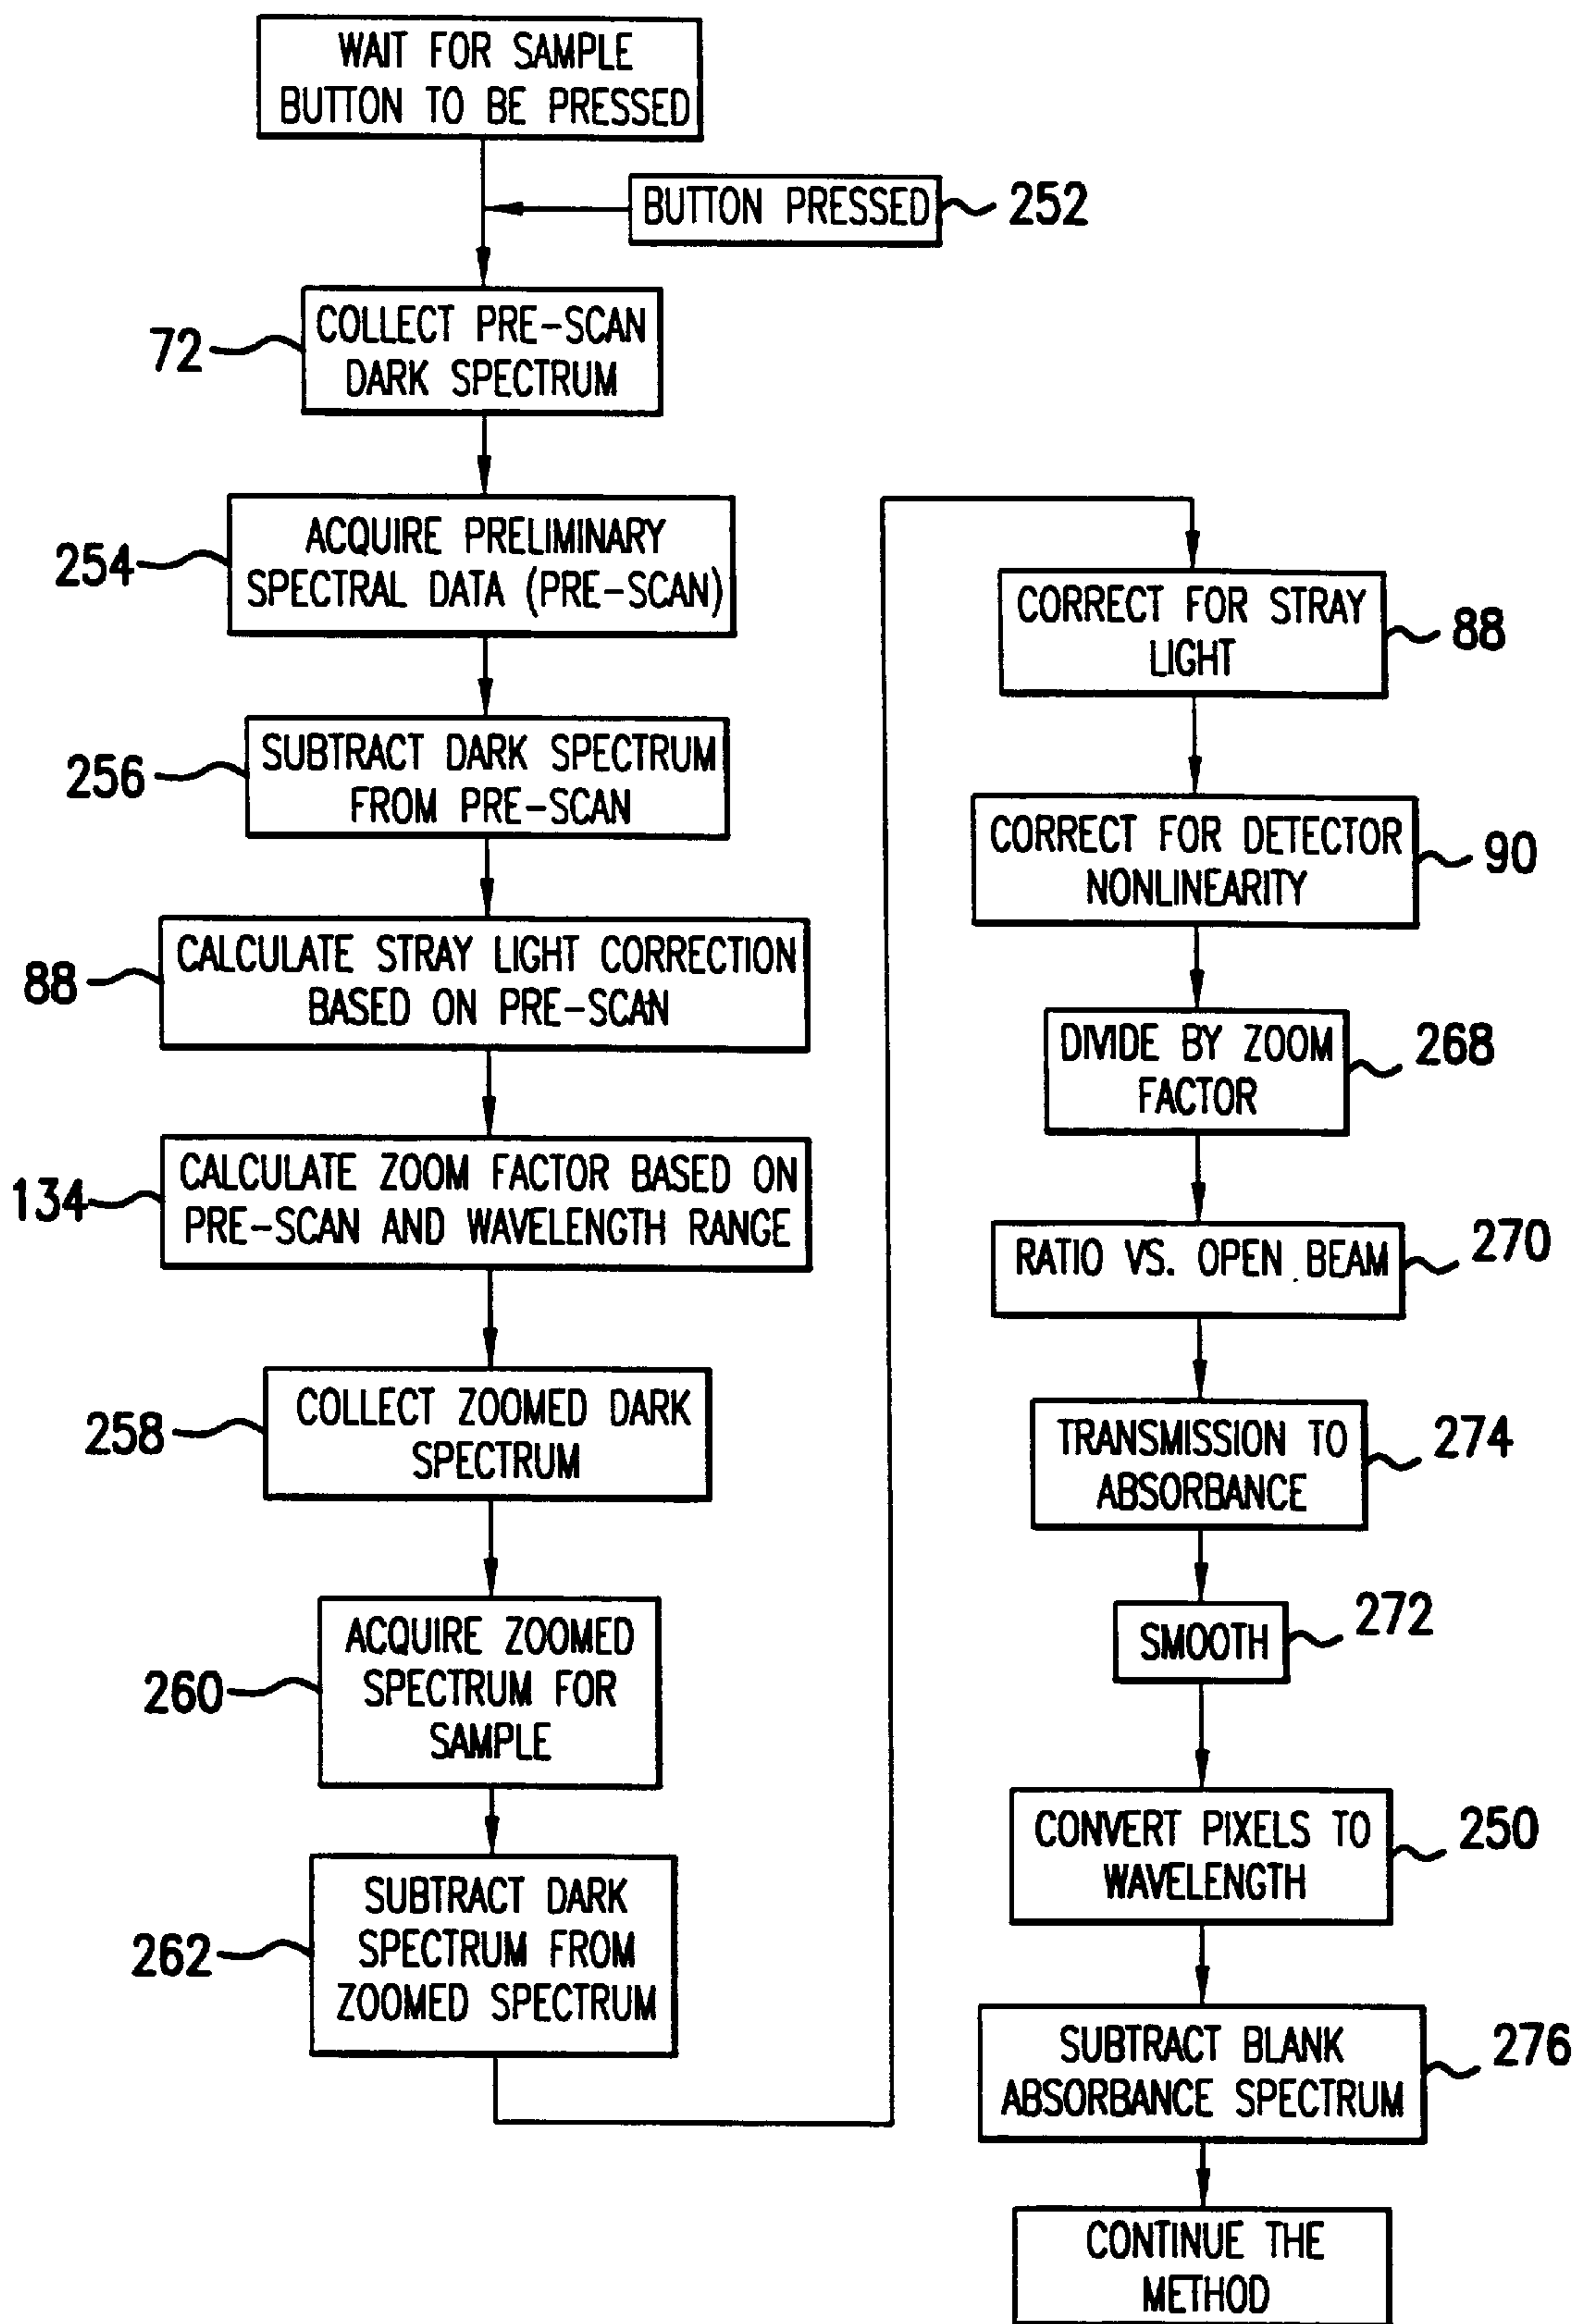 WAIT FOR SAMPLE
BUTTON TO BE PRESSED
BUTTON PRESSED
252
72
COLLECT PRE-SCAN
DARK SPECTRUM
254
ACQUIRE PRELIMINARY
SPECTRAL DATA (PRE-SCAN)
256
SUBTRACT DARK SPECTRUM
FROM PRE-SCAN
88
CALCULATE STRAY LIGHT CORRECTION
BASED ON PRE-SCAN
134
CALCULATE ZOOM FACTOR BASED ON
PRE-SCAN AND WAVELENGTH RANGE
258
COLLECT ZOOMED DARK
SPECTRUM
260
ACQUIRE ZOOMED
SPECTRUM FOR
SAMPLE
262
SUBTRACT DARK
SPECTRUM FROM
ZOOMED SPECTRUM
CORRECT FOR STRAY
LIGHT
88
CORRECT FOR DETECTOR
NONLINEARITY
90
DIVIDE BY ZOOM
FACTOR
268
RATIO VS. OPEN BEAM
270
TRANSMISSION TO
ABSORBANCE
274
SMOOTH
272
CONVERT PIXELS TO
WAVELENGTH
250
SUBTRACT BLANK
ABSORBANCE SPECTRUM
276
CONTINUE THE
METHOD